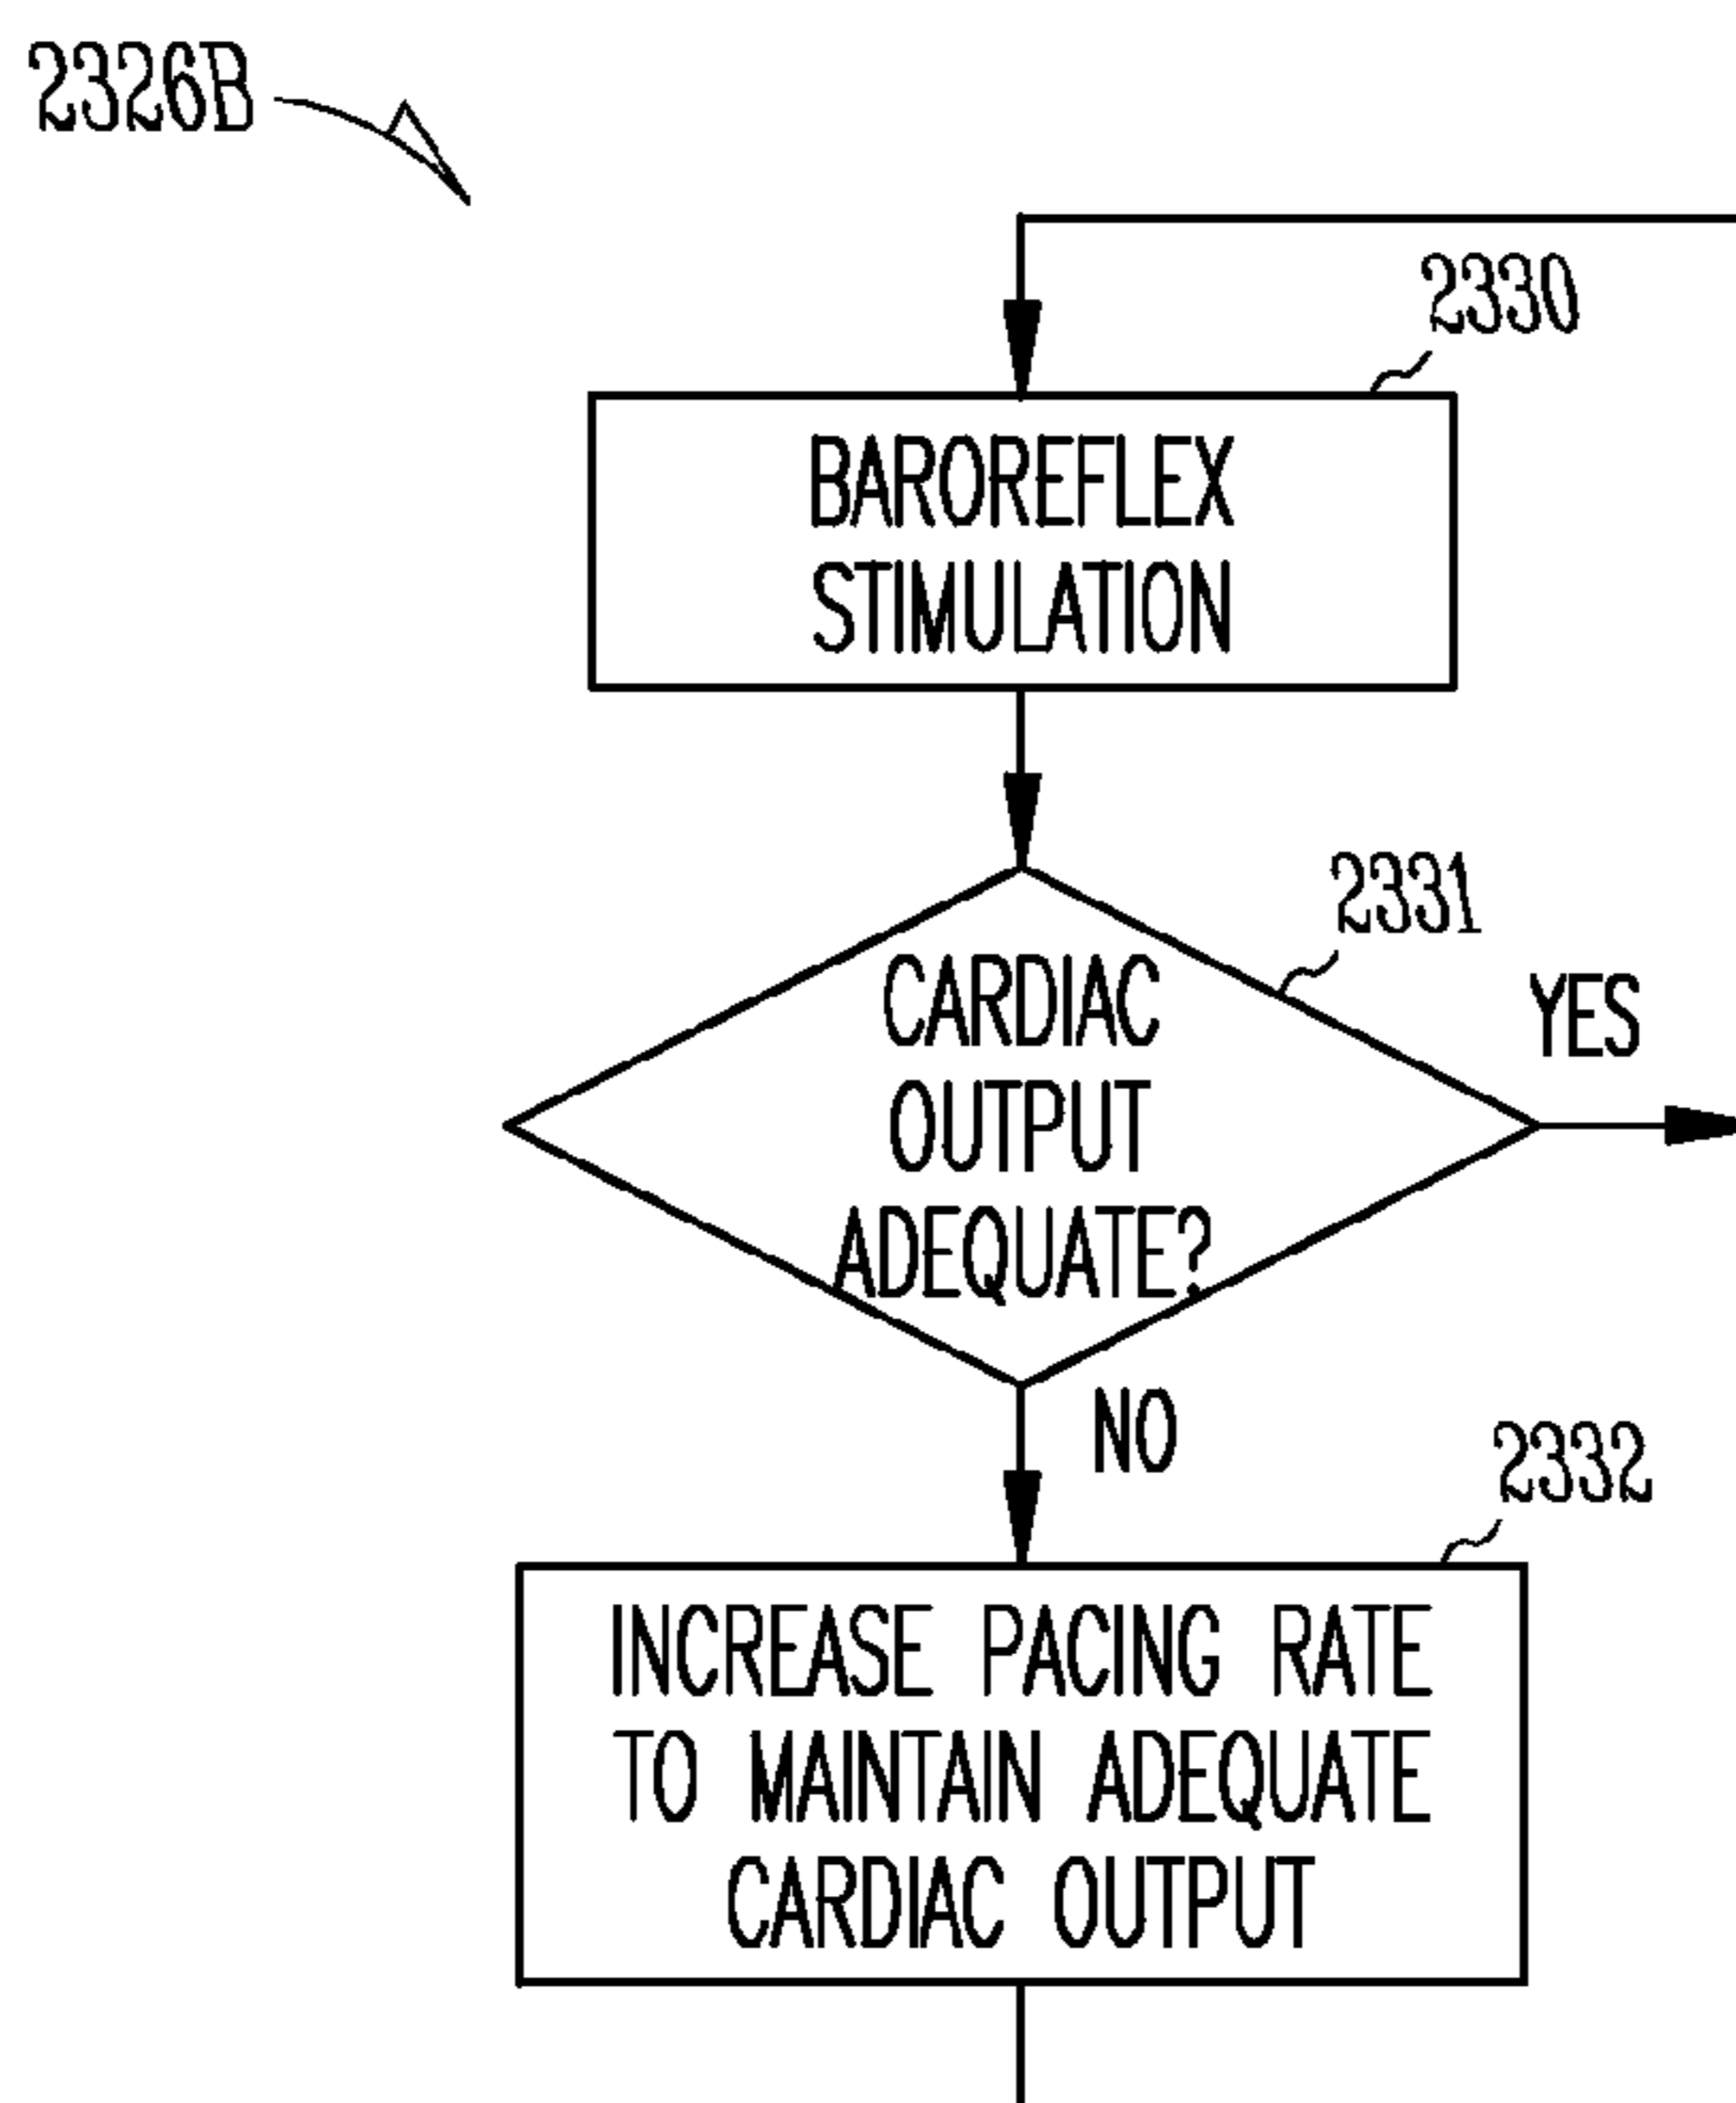 2326B
2330
BAROREFLEX
STIMULATION
2331
CARDIAC
OUTPUT
ADEQUATE?
YES
NO
2332
INCREASE PACING RATE
TO MAINTAIN ADEQUATE
CARDIAC OUTPUT